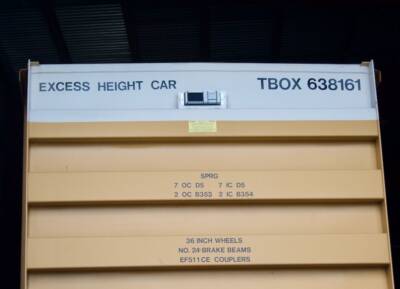 EXCESS HEIGHT CAR
TBOX 638161
SPRG
7 OC D5 7 IC D5
2 OC B353 2 IC B354
36 INCH WHEELS
NO. 24 BRAKE BEAMS
EF511CE COUPLERS